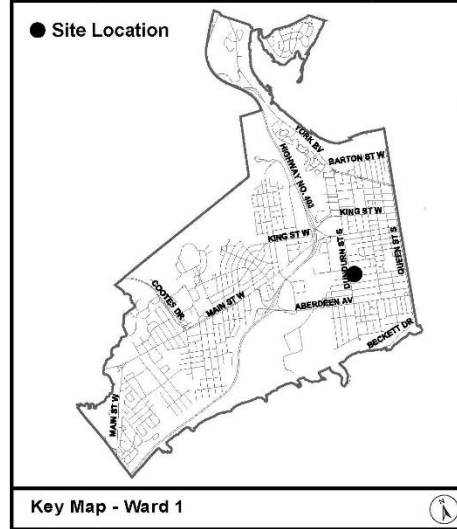 Site Location
YORK BV
HIGHWAY NO. 403
BARTON ST W
KING ST W
KING ST W
DUNDURN ST S
QUEEN ST S
COOTES DR
MAIN ST W
ABERDEEN AV
BECKETT DR
MAIN ST W
Key Map - Ward 1
N